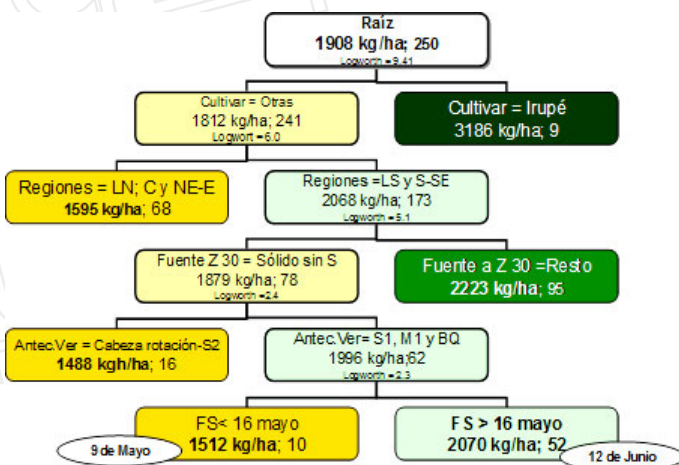 Raíz
1908 kg/ha; 250
Logworth = 9.41
Cultivar = Otras
1812 kg/ha; 241
Logwort = 6.0
Cultivar = Irupé
3186 kg/ha; 9
Regiones = LN; C y NE-E
1595 kg/ha; 68
Regiones =LS y S-SE
2068 kg/ha; 173
Logworth = 5.1
Fuente Z 30 = Sólido sin S
1879 kg/ha; 78
Logworth =2.4
Fuente a Z 30 =Resto
2223 kg/ha; 95
Antec.Ver = Cabeza rotación-S2
1488 kgh/ha; 16
Antec.Ver= S1, M1 y BQ
1996 kg/ha;62
Logworth = 2.3
FS< 16 mayo
1512 kg/ha; 10
9 de Mayo
FS > 16 mayo
2070 kg/ha; 52
12 de Junio